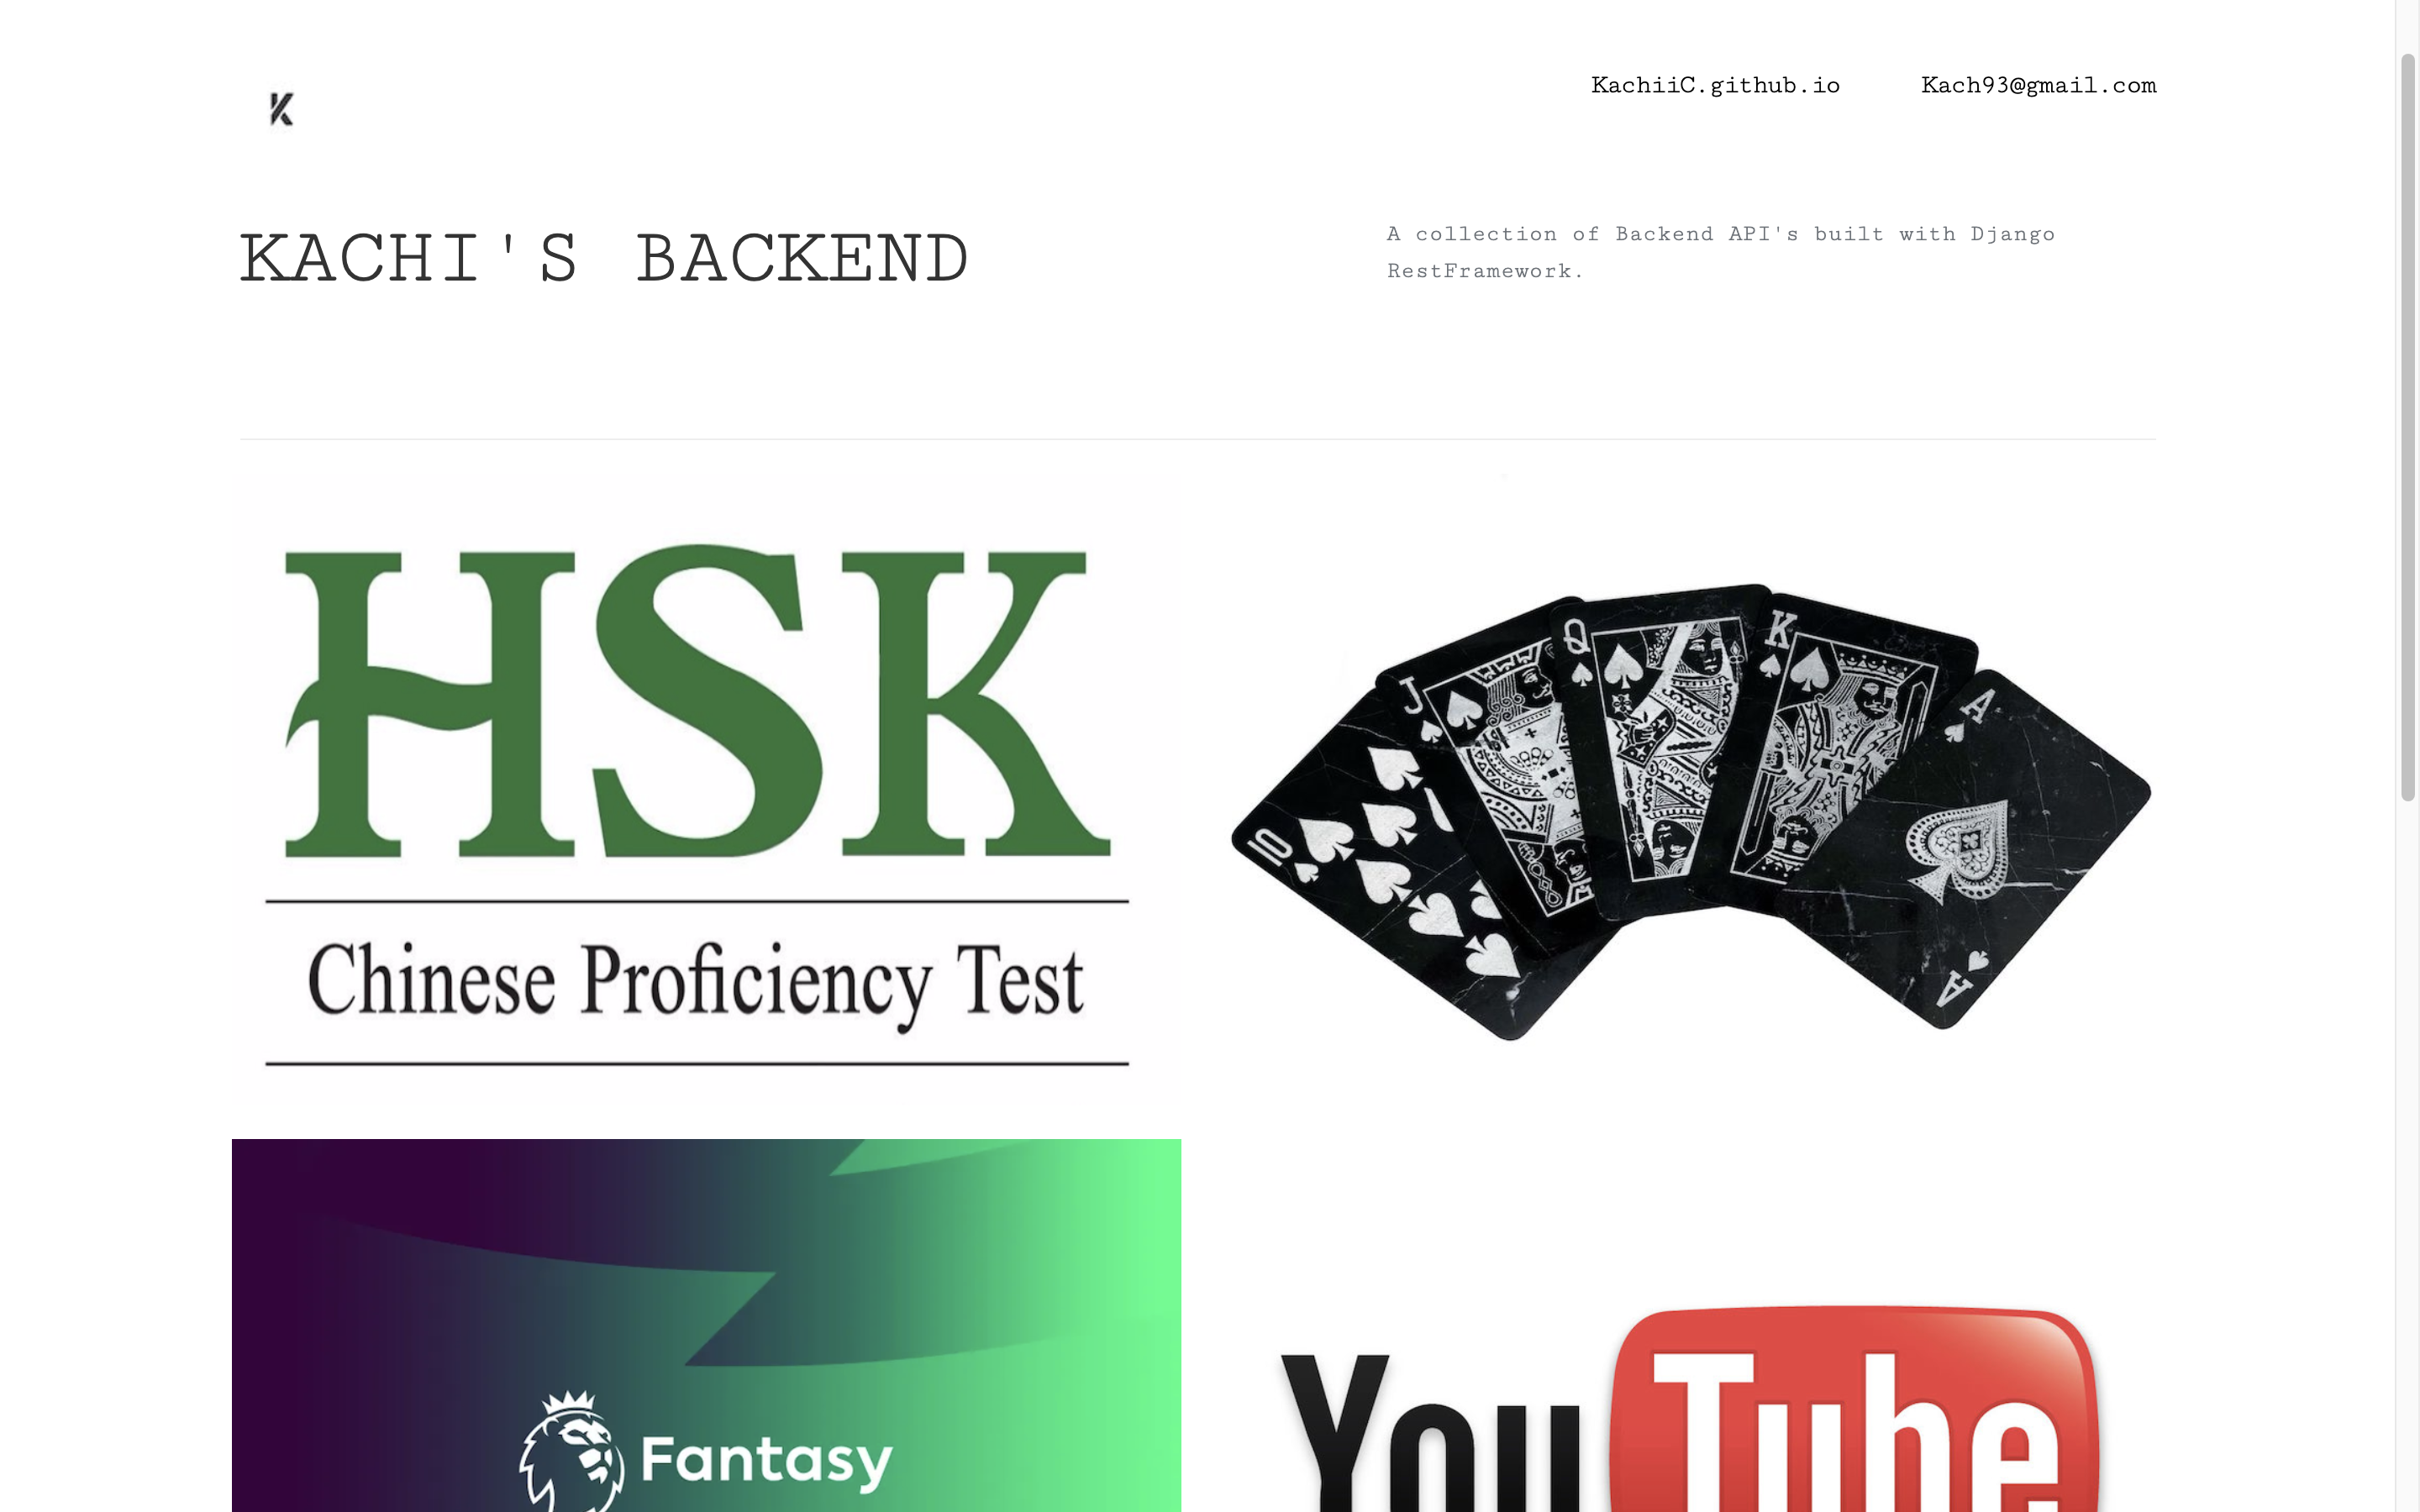 K
KachiiC.github.io
Kach93@gmail.com
KACHI'S BACKEND
A collection of Backend API's built with Django
RestFramework.
HSK
Chinese Proficiency Test
10
J
Q
K
A
A
Fantasy
YouTube